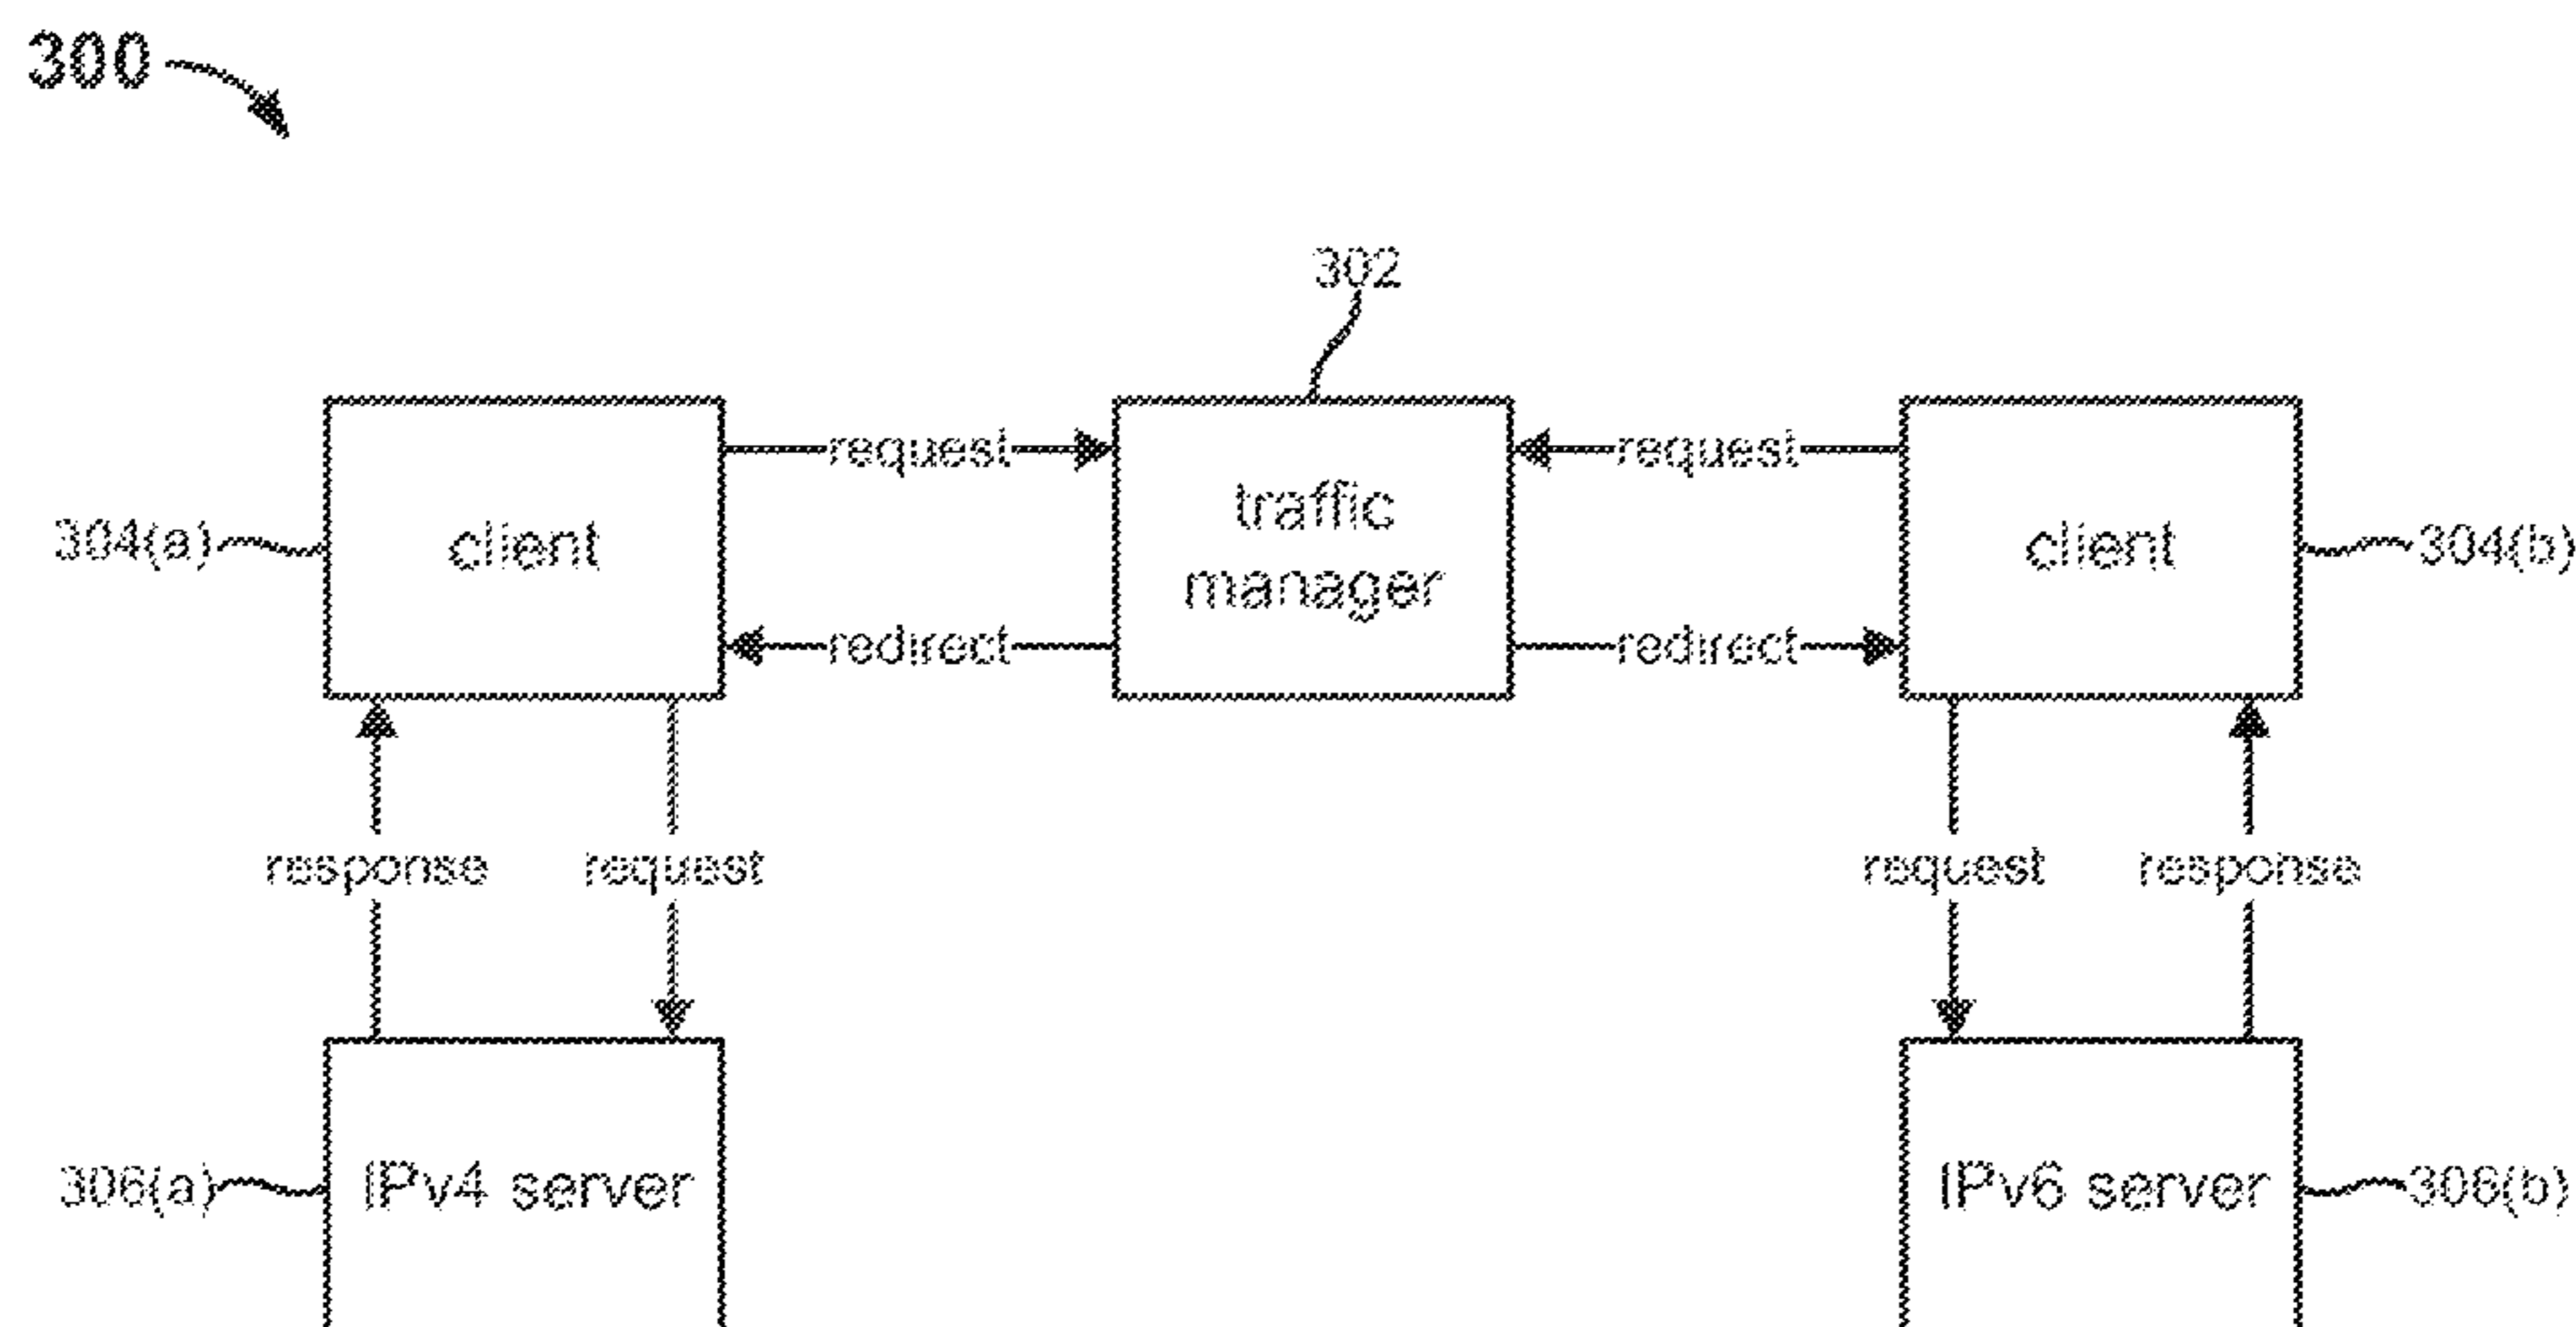 300
302
request
request
304(a)
client
traffic
manager
client
304(b)
redirect
redirect
response
request
request
response
306(a)
IPv4 server
IPv6 server
306(b)